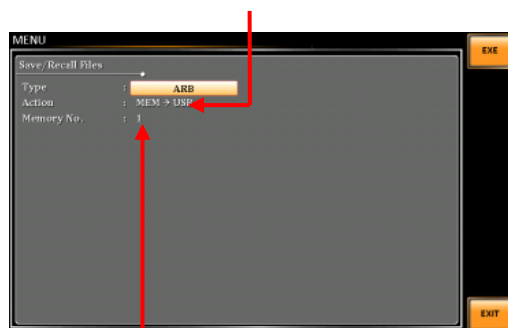 MENU
EXE
Save/Recall Files
Type : ARB
Action : MEM → USB
Memory No. : 1
EXIT